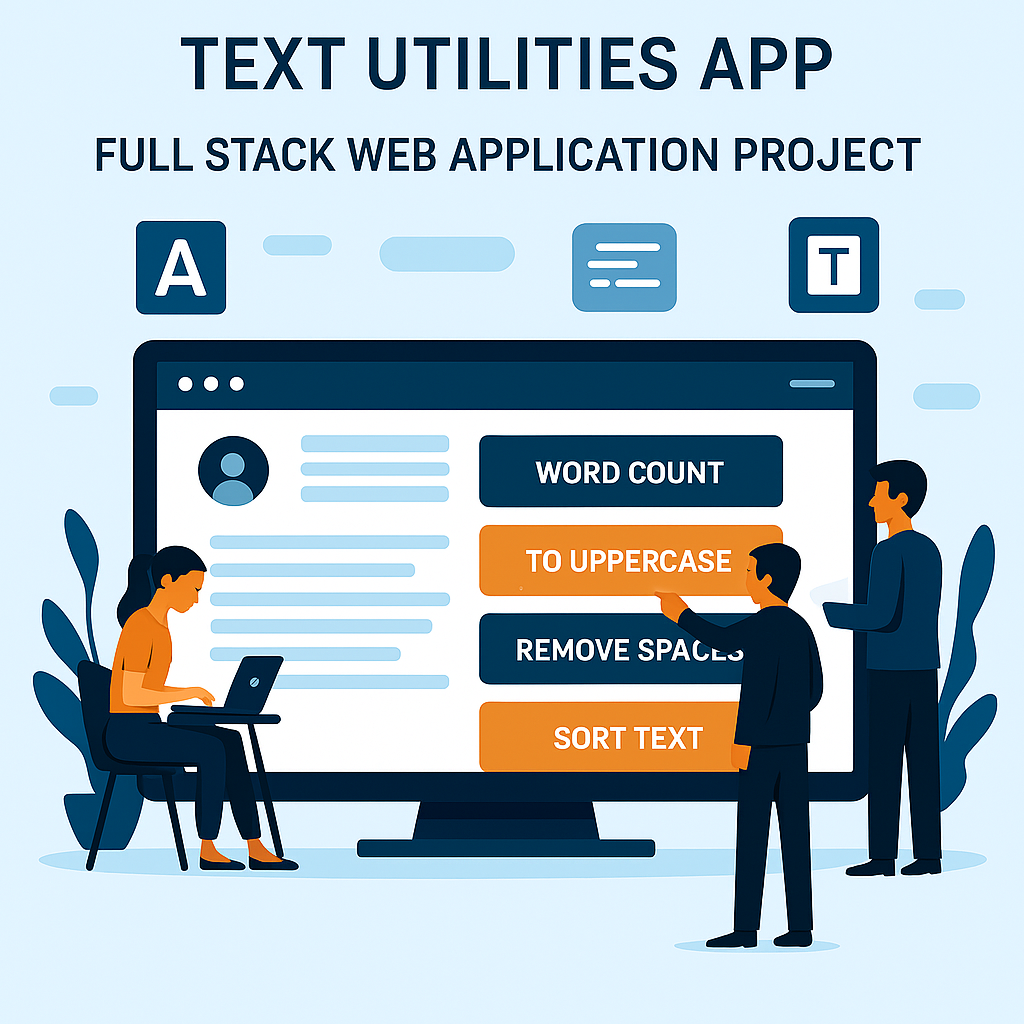 TEXT UTILITIES APP
FULL STACK WEB APPLICATION PROJECT
A
T
WORD COUNT
TO UPPERCASE
REMOVE SPACES
SORT TEXT